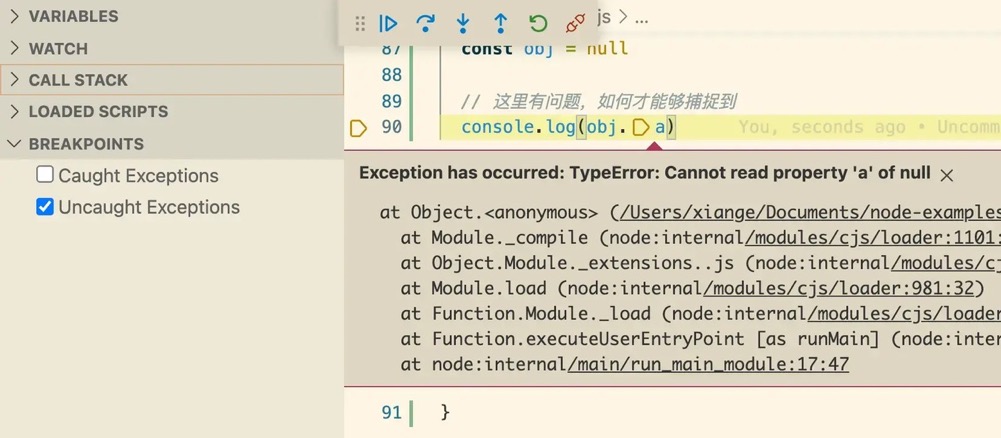 VARIABLES
WATCH
CALL STACK
LOADED SCRIPTS
BREAKPOINTS
Caught Exceptions
Uncaught Exceptions
js > ...
87 const obj = null
88
89 // 这里有问题，如何才能够捕捉到
90 console.log(obj.a) You, seconds ago • Uncomm
Exception has occurred: TypeError: Cannot read property 'a' of null ×
at Object.<anonymous> (/Users/xiange/Documents/node-examples
at Module._compile (node:internal/modules/cjs/loader:1101:
at Object.Module._extensions..js (node:internal/modules/cj
at Module.load (node:internal/modules/cjs/loader:981:32)
at Function.Module._load (node:internal/modules/cjs/loader
at Function.executeUserEntryPoint [as runMain] (node:inter
at node:internal/main/run_main_module:17:47
91 }